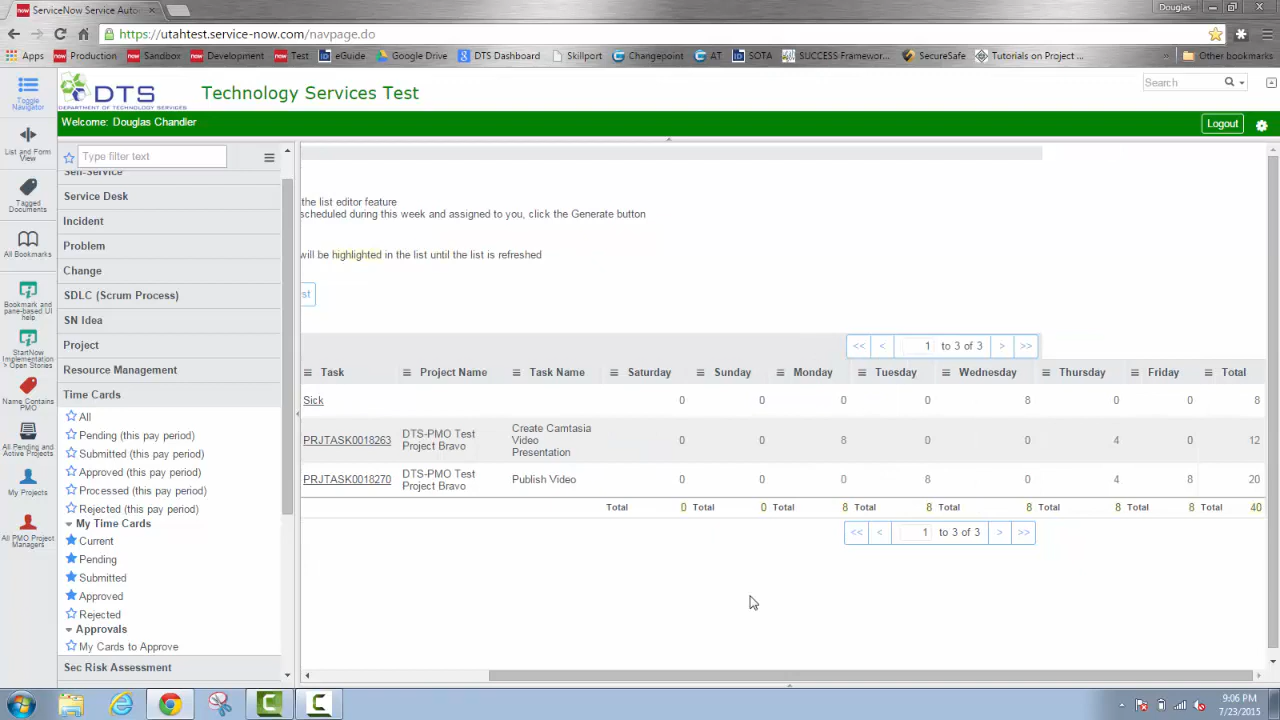 ServiceNow Service Auto
Douglas
https://utahtest.service-now.com/navpage.do
Apps Production Sandbox Development Test eGuide Google Drive DTS Dashboard Skillport Changepoint AT SOTA SUCCESS Framewor... SecureSafe Tutorials on Project ... » Other bookmarks
Toggle Navigator
DTS
DEPARTMENT OF TECHNOLOGY SERVICES
Technology Services Test
Search
Welcome: Douglas Chandler
Logout
List and Form View
Tagged Documents
All Bookmarks
Bookmark and pane-based UI help
StartNow Implementation > Open Stories
Name Contains PMO
All Pending and Active Projects
My Projects
All PMO Project Managers
Type filter text
Self-Service
Service Desk
Incident
Problem
Change
SDLC (Scrum Process)
SN Idea
Project
Resource Management
Time Cards
All
Pending (this pay period)
Submitted (this pay period)
Approved (this pay period)
Processed (this pay period)
Rejected (this pay period)
My Time Cards
Current
Pending
Submitted
Approved
Rejected
Approvals
My Cards to Approve
Sec Risk Assessment
the list editor feature
scheduled during this week and assigned to you, click the Generate button
will be highlighted in the list until the list is refreshed
st
<< < 1 to 3 of 3 > >>
Task Project Name Task Name Saturday Sunday Monday Tuesday Wednesday Thursday Friday Total
Sick 0 0 0 0 8 0 0 8
PRJTASK0018263 DTS-PMO Test Project Bravo Create Camtasia Video Presentation 0 0 8 0 0 4 0 12
PRJTASK0018270 DTS-PMO Test Project Bravo Publish Video 0 0 0 8 0 4 8 20
Total 0 Total 0 Total 8 Total 8 Total 8 Total 8 Total 8 Total 40
<< < 1 to 3 of 3 > >>
9:06 PM
7/23/2015